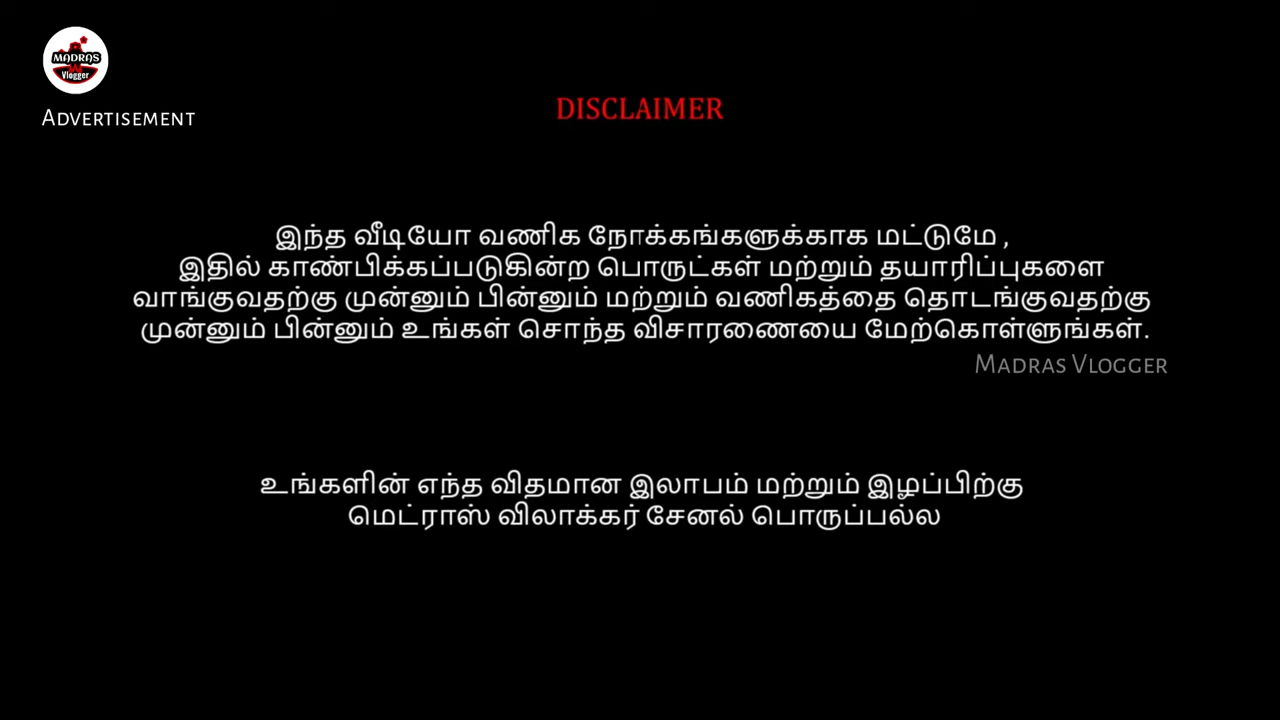 MADRAS
Vlogger
ADVERTISEMENT
DISCLAIMER
இந்த வீடியோ வணிக நோக்கங்களுக்காக மட்டுமே ,
இதில் காண்பிக்கப்படுகின்ற பொருட்கள் மற்றும் தயாரிப்புகளை
வாங்குவதற்கு முன்னும் பின்னும் மற்றும் வணிகத்தை தொடங்குவதற்கு
முன்னும் பின்னும் உங்கள் சொந்த விசாரணையை மேற்கொள்ளுங்கள்.
MADRAS VLOGGER
உங்களின் எந்த விதமான இலாபம் மற்றும் இழப்பிற்கு
மெட்ராஸ் விலாக்கர் சேனல் பொருப்பல்ல